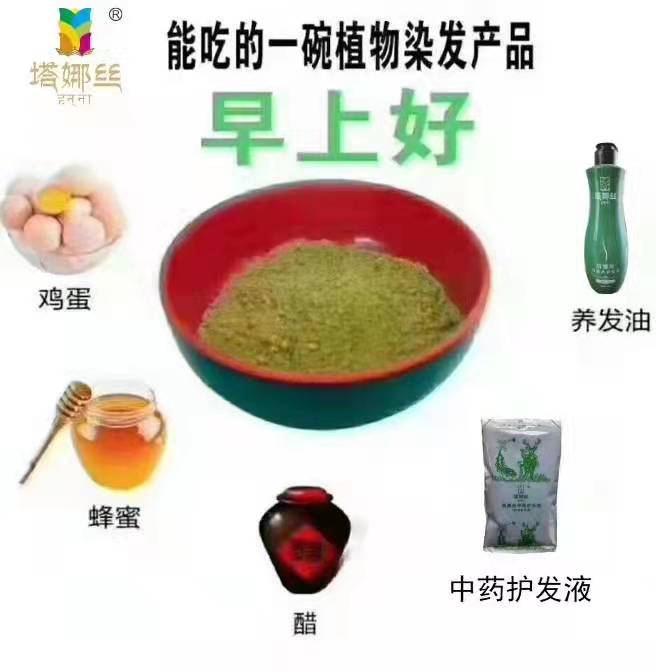 ®
塔娜丝
हन्ना
能吃的一碗植物染发产品
早上好
鸡蛋
养发油
蜂蜜
醋
中药护发液